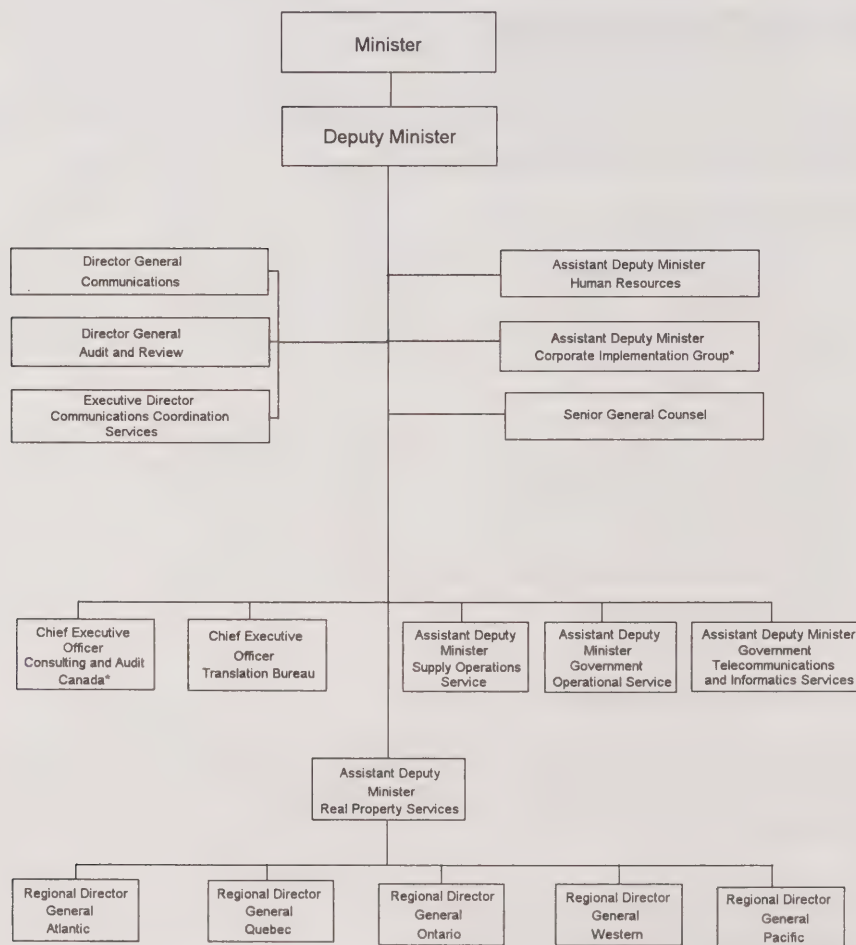 Minister
Deputy Minister
Director General
Communications
Assistant Deputy Minister
Human Resources
Director General
Audit and Review
Assistant Deputy Minister
Corporate Implementation Group*
Executive Director
Communications Coordination
Services
Senior General Counsel
Chief Executive
Officer
Consulting and Audit
Canada*
Chief Executive
Officer
Translation Bureau
Assistant Deputy
Minister
Supply Operations
Service
Assistant Deputy
Minister
Government
Operational Service
Assistant Deputy Minister
Government
Telecommunications
and Informatics Services
Assistant Deputy
Minister
Real Property Services
Regional Director
General
Atlantic
Regional Director
General
Quebec
Regional Director
General
Ontario
Regional Director
General
Western
Regional Director
General
Pacific